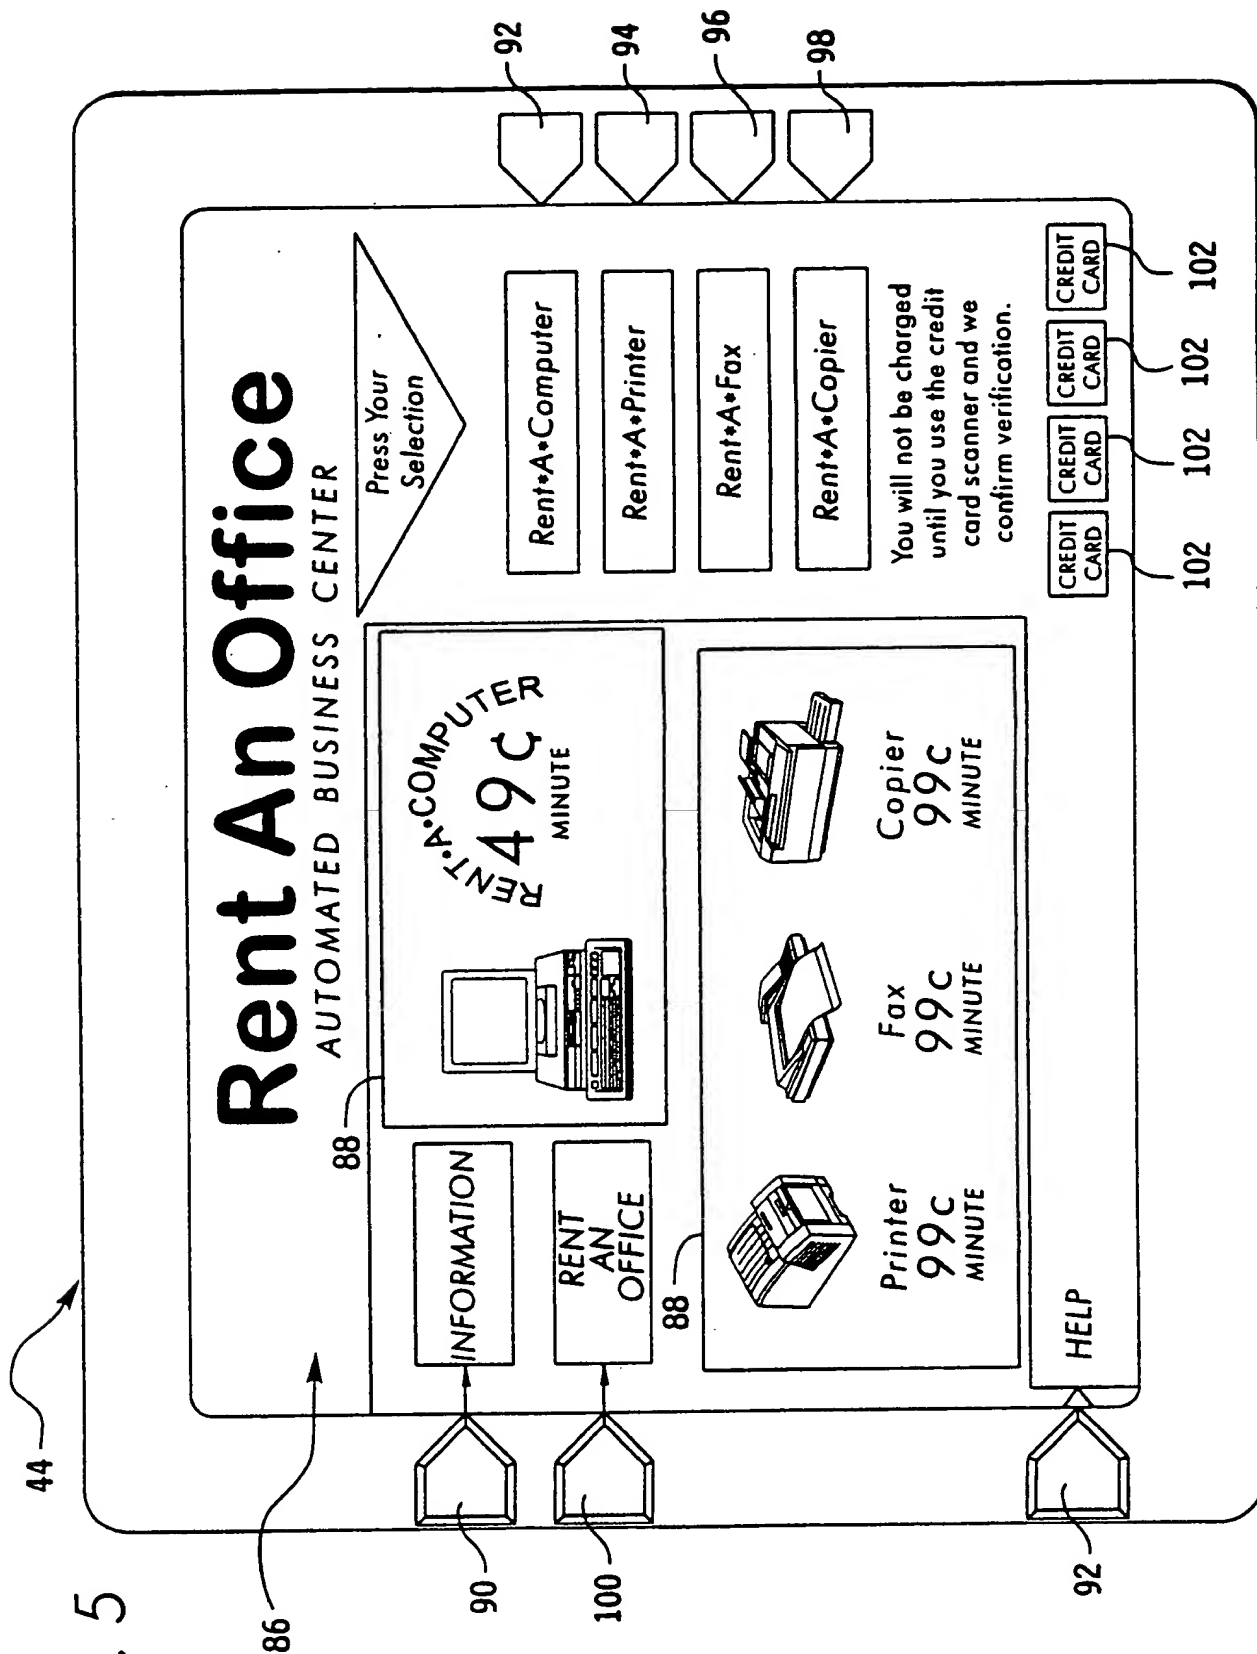 . 5
44
86
Rent An Office
AUTOMATED BUSINESS CENTER
Press Your
Selection
90
INFORMATION
100
RENT
AN
OFFICE
88
RENT•A•COMPUTER
49¢
MINUTE
88
Printer
99c
MINUTE
Fax
99c
MINUTE
Copier
99c
MINUTE
Rent*A*Computer
92
Rent*A*Printer
94
Rent*A*Fax
96
Rent*A*Copier
98
You will not be charged
until you use the credit
card scanner and we
confirm verification.
92
HELP
CREDIT
CARD
CREDIT
CARD
CREDIT
CARD
CREDIT
CARD
102
102
102
102